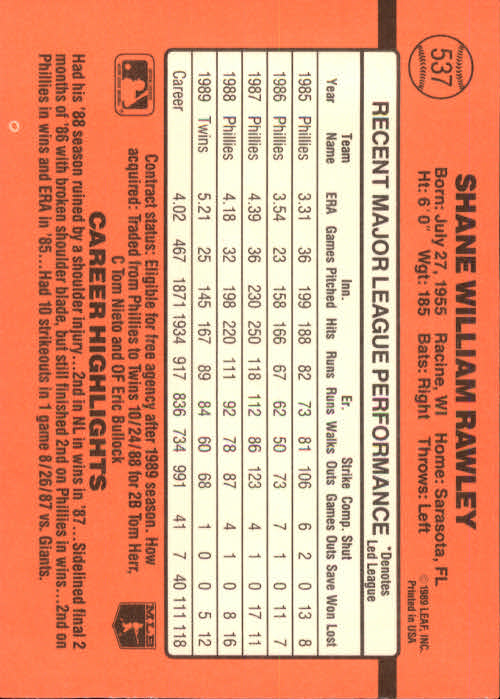 537
SHANE WILLIAM RAWLEY
Born: July 27, 1955 Racine, WI Home: Sarasota, FL
Ht: 6' 0" Wgt: 185 Bats: Right Throws: Left
© 1989 LEAF, INC.
Printed in USA
RECENT MAJOR LEAGUE PERFORMANCE *Denotes Led League
Year Team Name ERA Games Inn. Pitched Hits Runs Er. Runs Walks Strike Outs Comp. Games Shut Outs Save Won Lost
1985 Phillies 3.31 36 199 188 82 73 81 106 6 2 0 13 8
1986 Phillies 3.54 23 158 166 67 62 50 73 7 1 0 11 7
1987 Phillies 4.39 36 230 250 118 112 86 123 4 1 0 17 11
1988 Phillies 4.18 32 198 220 111 92 78 87 4 1 0 8 16
1989 Twins 5.21 25 145 167 89 84 60 68 1 0 0 5 12
Career 4.02 467 1871 1934 917 836 734 991 41 7 40 111 118
Contract status: Eligible for free agency after 1989 season. How
acquired: Traded from Phillies to Twins 10/24/88 for 2B Tom Herr,
C Tom Nieto and OF Eric Bullock
MLB
CAREER HIGHLIGHTS
Had his '88 season ruined by a shoulder injury...2nd in NL in wins in '87...Sidelined final 2
months of '86 with broken shoulder blade, but still finished 2nd on Phillies in wins...2nd on
Phillies in wins and ERA in '85...Had 10 strikeouts in 1 game 8/26/87 vs. Giants.